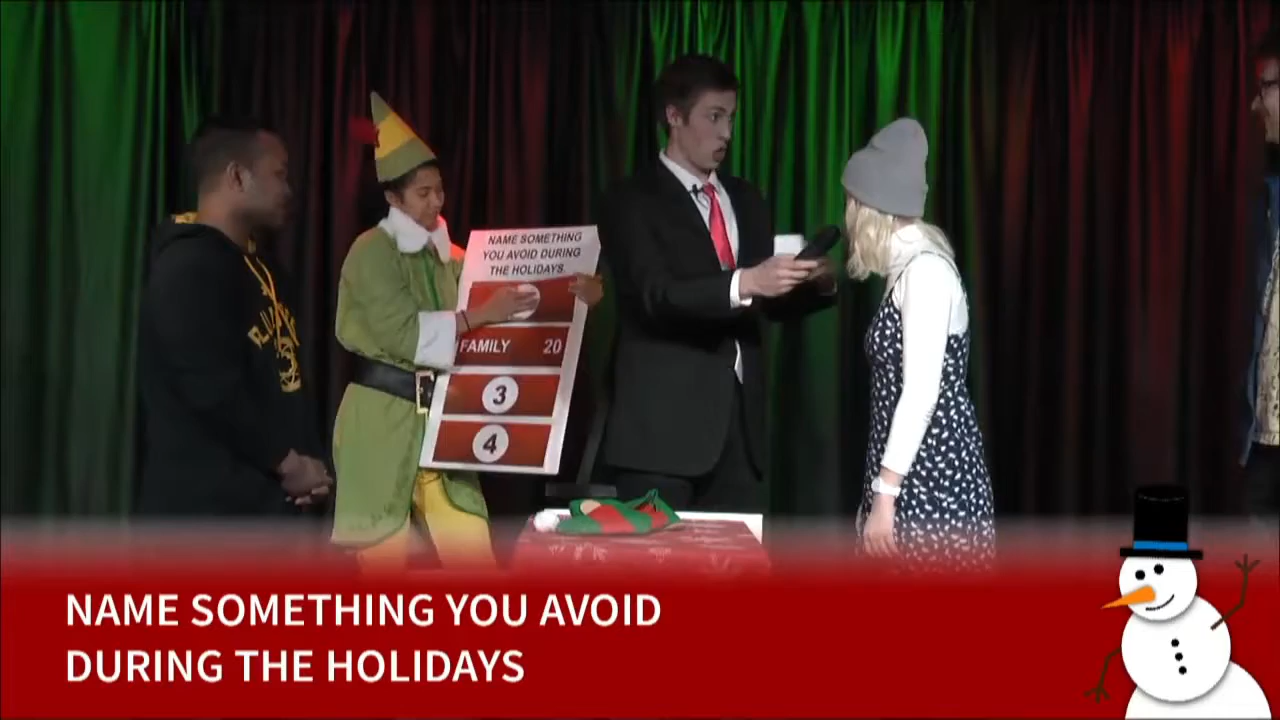 NAME SOMETHING
YOU AVOID DURING
THE HOLIDAYS
FAMILY 20
3
4
NAME SOMETHING YOU AVOID
DURING THE HOLIDAYS